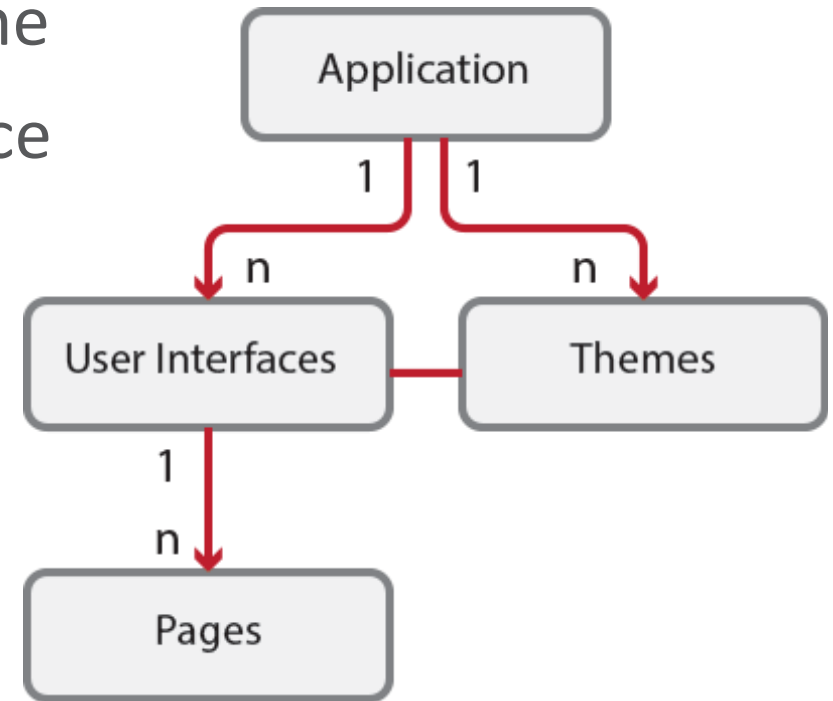 Application
1 1
n n
User Interfaces Themes
1
n
Pages